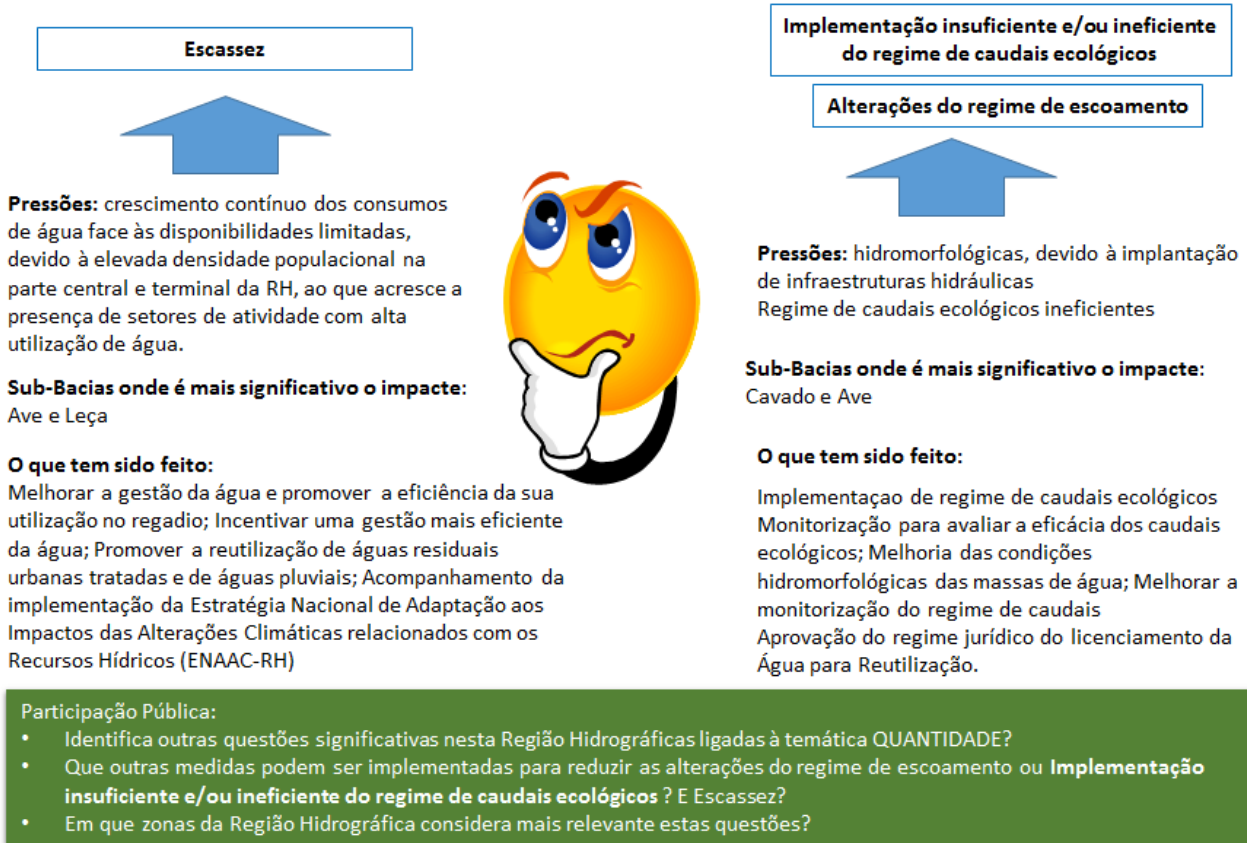 Escassez
Pressões: crescimento contínuo dos consumos
de água face às disponibilidades limitadas,
devido à elevada densidade populacional na
parte central e terminal da RH, ao que acresce a
presença de setores de atividade com alta
utilização de água.
Sub-Bacias onde é mais significativo o impacte:
Ave e Leça
O que tem sido feito:
Melhorar a gestão da água e promover a eficiência da sua
utilização no regadio; Incentivar uma gestão mais eficiente
da água; Promover a reutilização de águas residuais
urbanas tratadas e de águas pluviais; Acompanhamento da
implementação da Estratégia Nacional de Adaptação aos
Impactos das Alterações Climáticas relacionados com os
Recursos Hídricos (ENAAC-RH)
Implementação insuficiente e/ou ineficiente
do regime de caudais ecológicos
Alterações do regime de escoamento
Pressões: hidromorfológicas, devido à implantação
de infraestruturas hidráulicas
Regime de caudais ecológicos ineficientes
Sub-Bacias onde é mais significativo o impacte:
Cavado e Ave
O que tem sido feito:
Implementaçao de regime de caudais ecológicos
Monitorização para avaliar a eficácia dos caudais
ecológicos; Melhoria das condições
hidromorfológicas das massas de água; Melhorar a
monitorização do regime de caudais
Aprovação do regime jurídico do licenciamento da
Água para Reutilização.
Participação Pública:
• Identifica outras questões significativas nesta Região Hidrográficas ligadas à temática QUANTIDADE?
• Que outras medidas podem ser implementadas para reduzir as alterações do regime de escoamento ou Implementação
insuficiente e/ou ineficiente do regime de caudais ecológicos ? E Escassez?
• Em que zonas da Região Hidrográfica considera mais relevante estas questões?